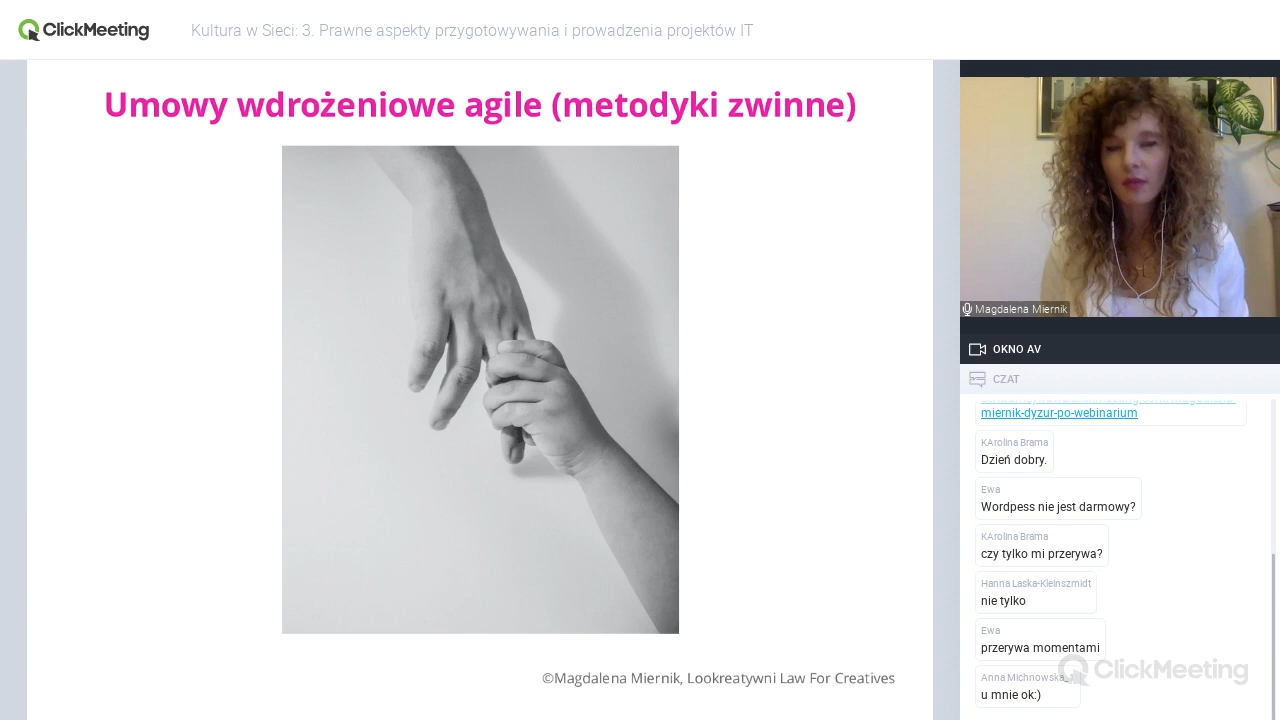 ClickMeeting
Kultura w Sieci: 3. Prawne aspekty przygotowywania i prowadzenia projektów IT
Umowy wdrożeniowe agile (metodyki zwinne)
©Magdalena Miernik, Lookreatywni Law For Creatives
Magdalena Miernik
OKNO AV
CZAT
miernik-dyzur-po-webinarium
KArolina Brama
Dzień dobry.
Ewa
Wordpess nie jest darmowy?
KArolina Brama
czy tylko mi przerywa?
Hanna Laska-Kleinszmidt
nie tylko
Ewa
przerywa momentami
Anna Michnowska_
u mnie ok:)
ClickMeeting